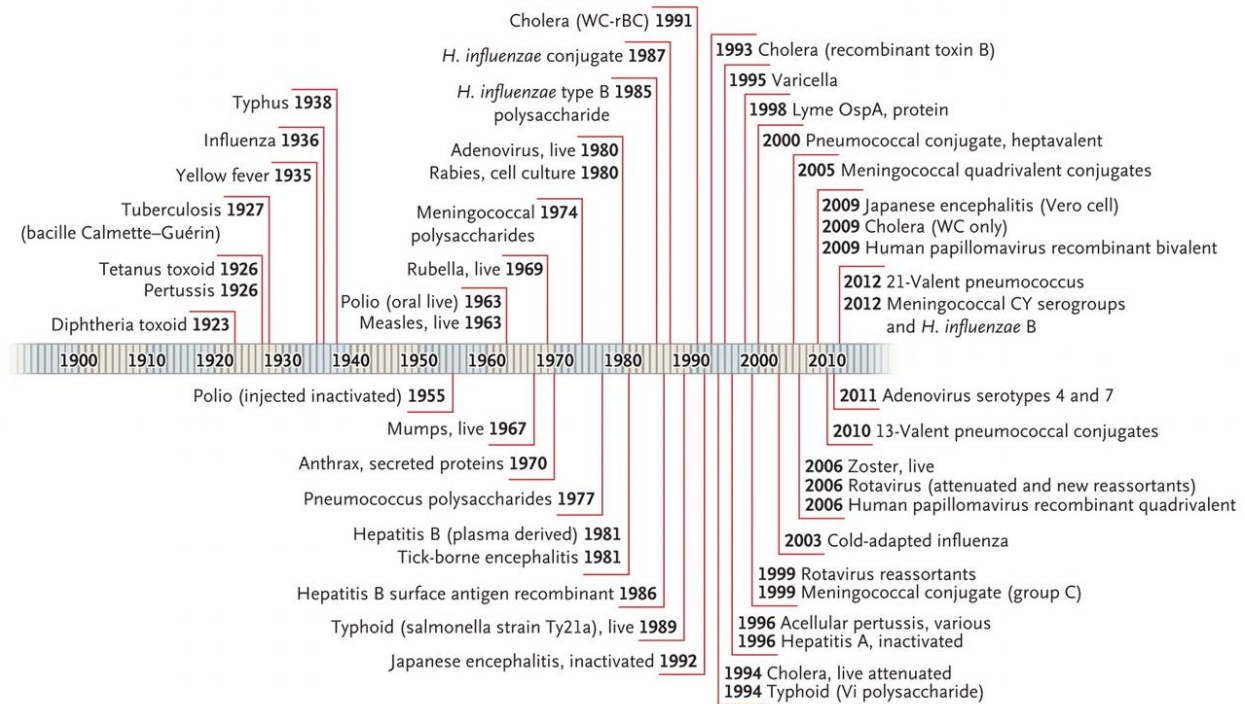 Cholera (WC-rBC) 1991
H. influenzae conjugate 1987
H. influenzae type B 1985
polysaccharide
Typhus 1938
Influenza 1936
Adenovirus, live 1980
Rabies, cell culture 1980
Yellow fever 1935
Tuberculosis 1927
(bacille Calmette–Guérin)
Meningococcal 1974
polysaccharides
Tetanus toxoid 1926
Pertussis 1926
Rubella, live 1969
Polio (oral live) 1963
Measles, live 1963
Diphtheria toxoid 1923
1993 Cholera (recombinant toxin B)
1995 Varicella
1998 Lyme OspA, protein
2000 Pneumococcal conjugate, heptavalent
2005 Meningococcal quadrivalent conjugates
2009 Japanese encephalitis (Vero cell)
2009 Cholera (WC only)
2009 Human papillomavirus recombinant bivalent
2012 21-Valent pneumococcus
2012 Meningococcal CY serogroups
and H. influenzae B
1900 1910 1920 1930 1940 1950 1960 1970 1980 1990 2000 2010
Polio (injected inactivated) 1955
Mumps, live 1967
Anthrax, secreted proteins 1970
Pneumococcus polysaccharides 1977
Hepatitis B (plasma derived) 1981
Tick-borne encephalitis 1981
Hepatitis B surface antigen recombinant 1986
Typhoid (salmonella strain Ty21a), live 1989
Japanese encephalitis, inactivated 1992
2011 Adenovirus serotypes 4 and 7
2010 13-Valent pneumococcal conjugates
2006 Zoster, live
2006 Rotavirus (attenuated and new reassortants)
2006 Human papillomavirus recombinant quadrivalent
2003 Cold-adapted influenza
1999 Rotavirus reassortants
1999 Meningococcal conjugate (group C)
1996 Acellular pertussis, various
1996 Hepatitis A, inactivated
1994 Cholera, live attenuated
1994 Typhoid (Vi polysaccharide)